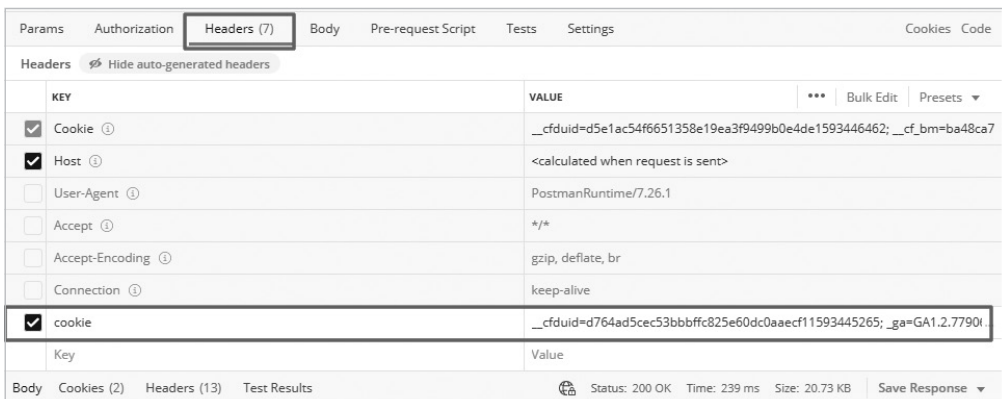 Params Authorization Headers (7) Body Pre-request Script Tests Settings Cookies Code
Headers Hide auto-generated headers
KEY VALUE ••• Bulk Edit Presets
Cookie __cfduid=d5e1ac54f6651358e19ea3f9499b0e4de1593446462; __cf_bm=ba48ca7
Host <calculated when request is sent>
User-Agent PostmanRuntime/7.26.1
Accept */*
Accept-Encoding gzip, deflate, br
Connection keep-alive
cookie __cfduid=d764ad5cec53bbbffc825e60dc0aaecf11593445265; _ga=GA1.2.7790(...
Key Value
Body Cookies (2) Headers (13) Test Results Status: 200 OK Time: 239 ms Size: 20.73 KB Save Response